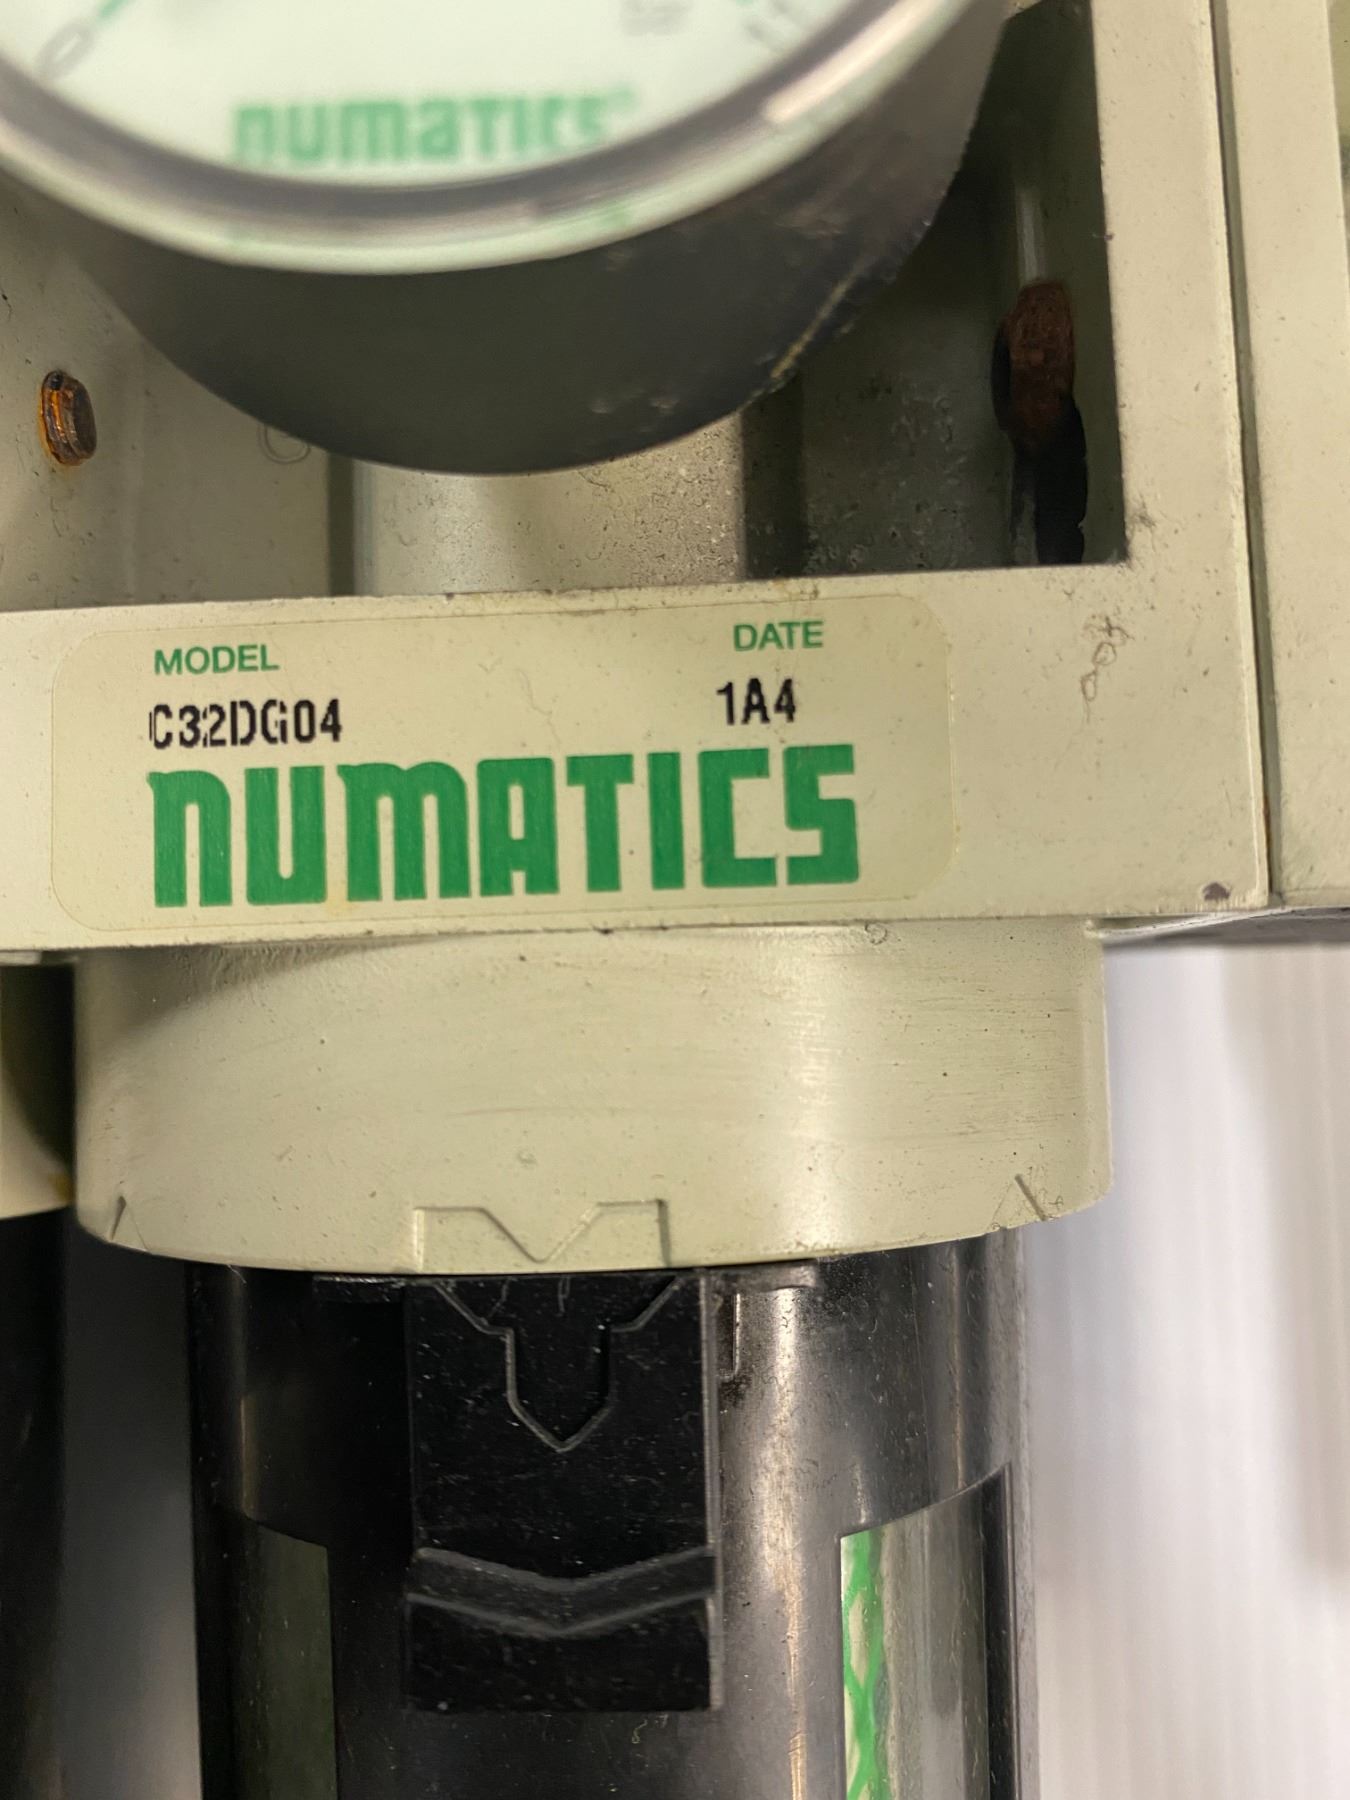 numatics
MODEL DATE
C32DG04 1A4
numatics